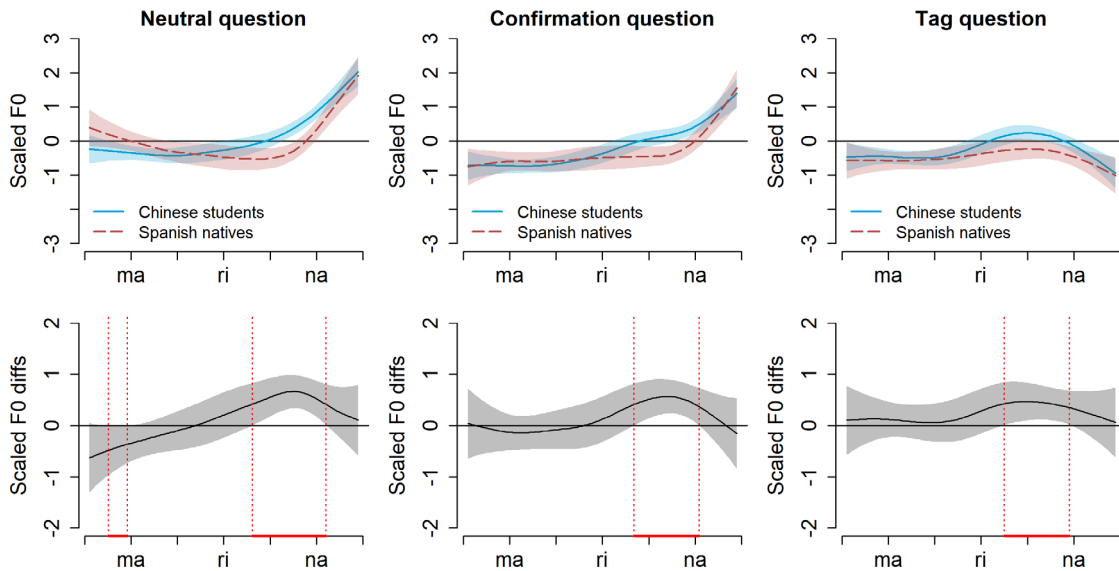 Neutral question
Confirmation question
Tag question
Scaled F0
3
2
1
0
-1
-3
Chinese students
Spanish natives
ma
ri
na
Scaled F0
3
2
1
0
-1
-3
Chinese students
Spanish natives
ma
ri
na
Scaled F0
3
2
1
0
-1
-3
Chinese students
Spanish natives
ma
ri
na
Scaled F0 diffs
2
1
0
-1
-2
ma
ri
na
Scaled F0 diffs
2
1
0
-1
-2
ma
ri
na
Scaled F0 diffs
2
1
0
-1
-2
ma
ri
na